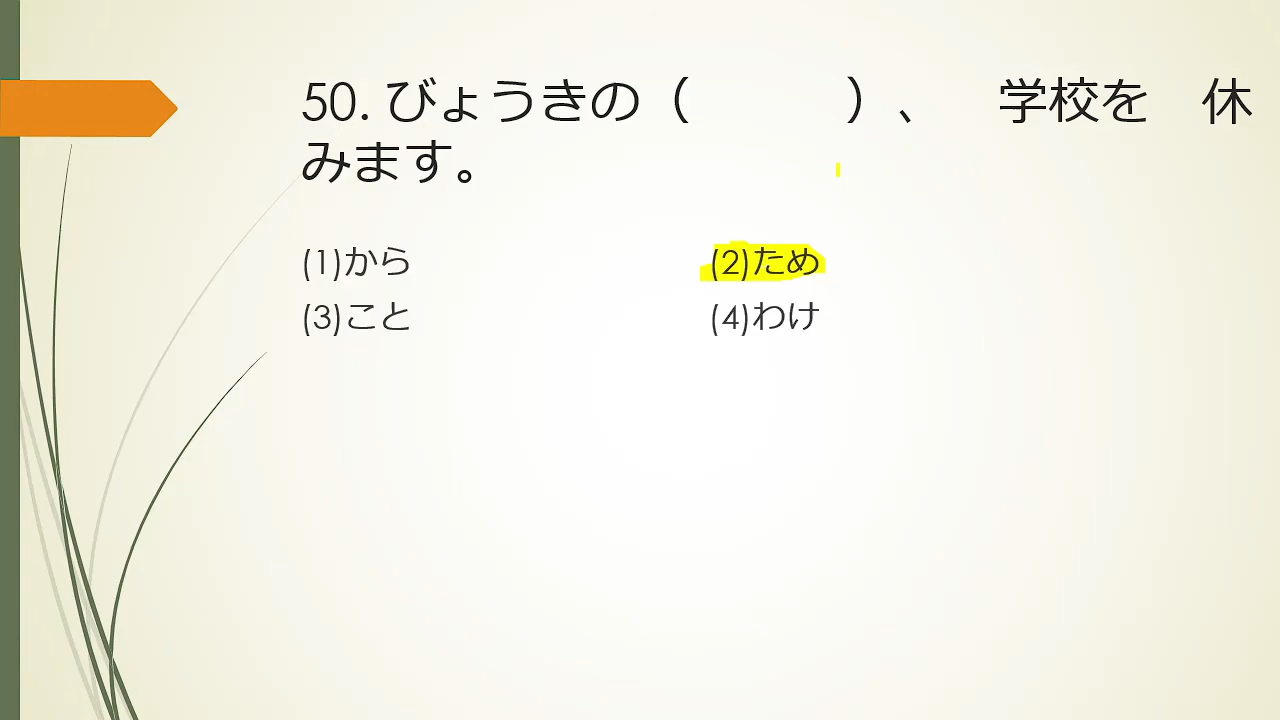 50. びょうきの（　　　）、　学校を　休
みます。
(1)から　(2)ため
(3)こと　(4)わけ